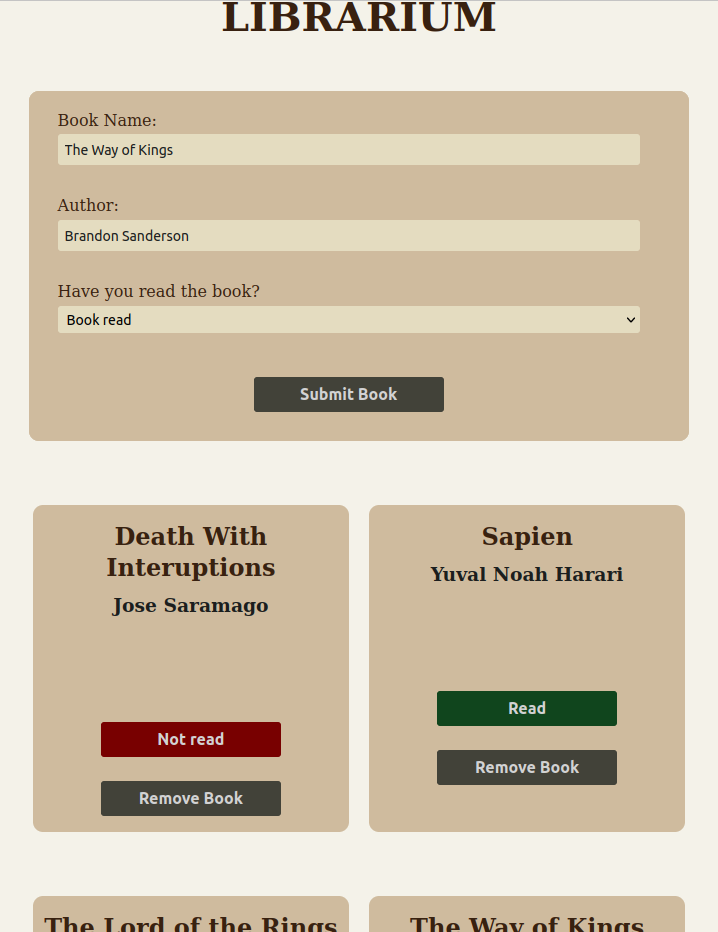 LIBRARIUM
Book Name:
The Way of Kings
Author:
Brandon Sanderson
Have you read the book?
Book read
Submit Book
Death With
Interuptions
Jose Saramago
Not read
Remove Book
Sapien
Yuval Noah Harari
Read
Remove Book
The Lord of the Rings
The Way of Kings